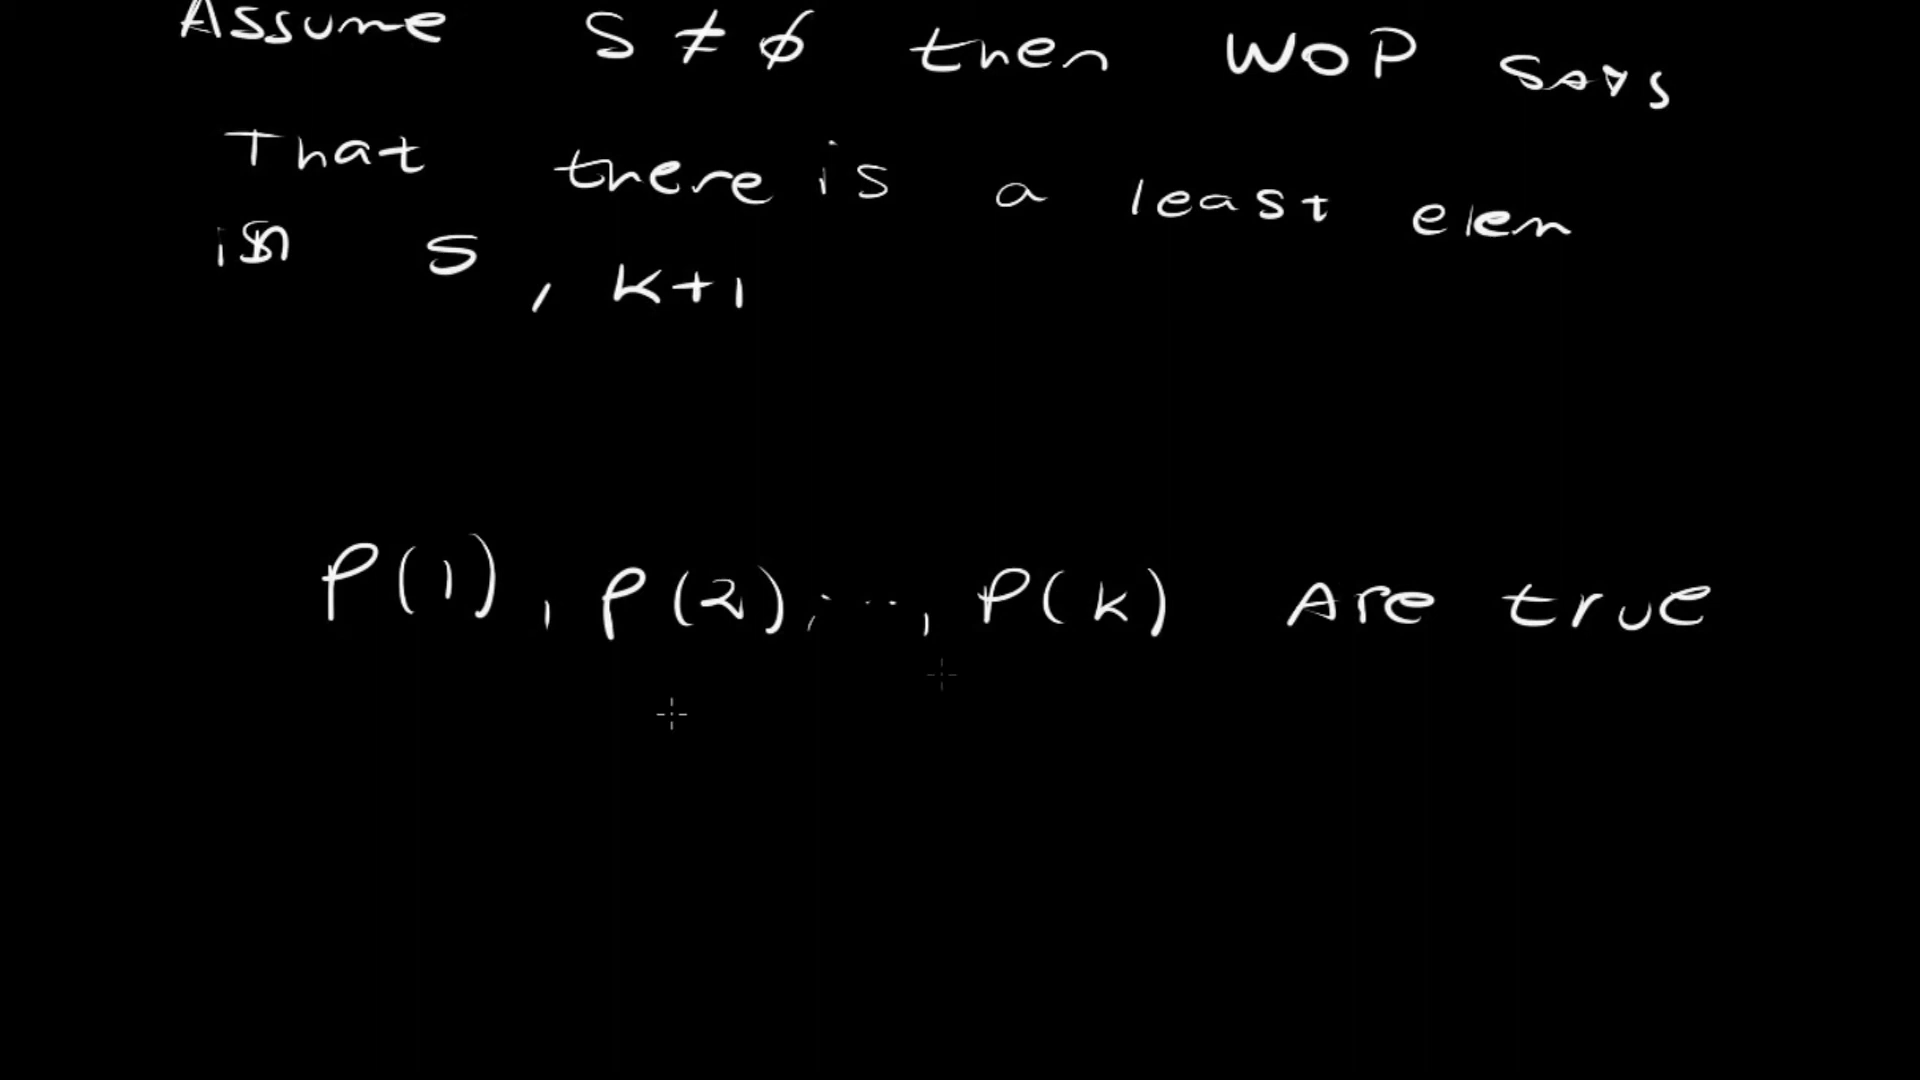 Assume S ≠ ∅ then WOP says
That there is a least elem
in S, k+1
P(1), P(2), ..., P(k) Are true